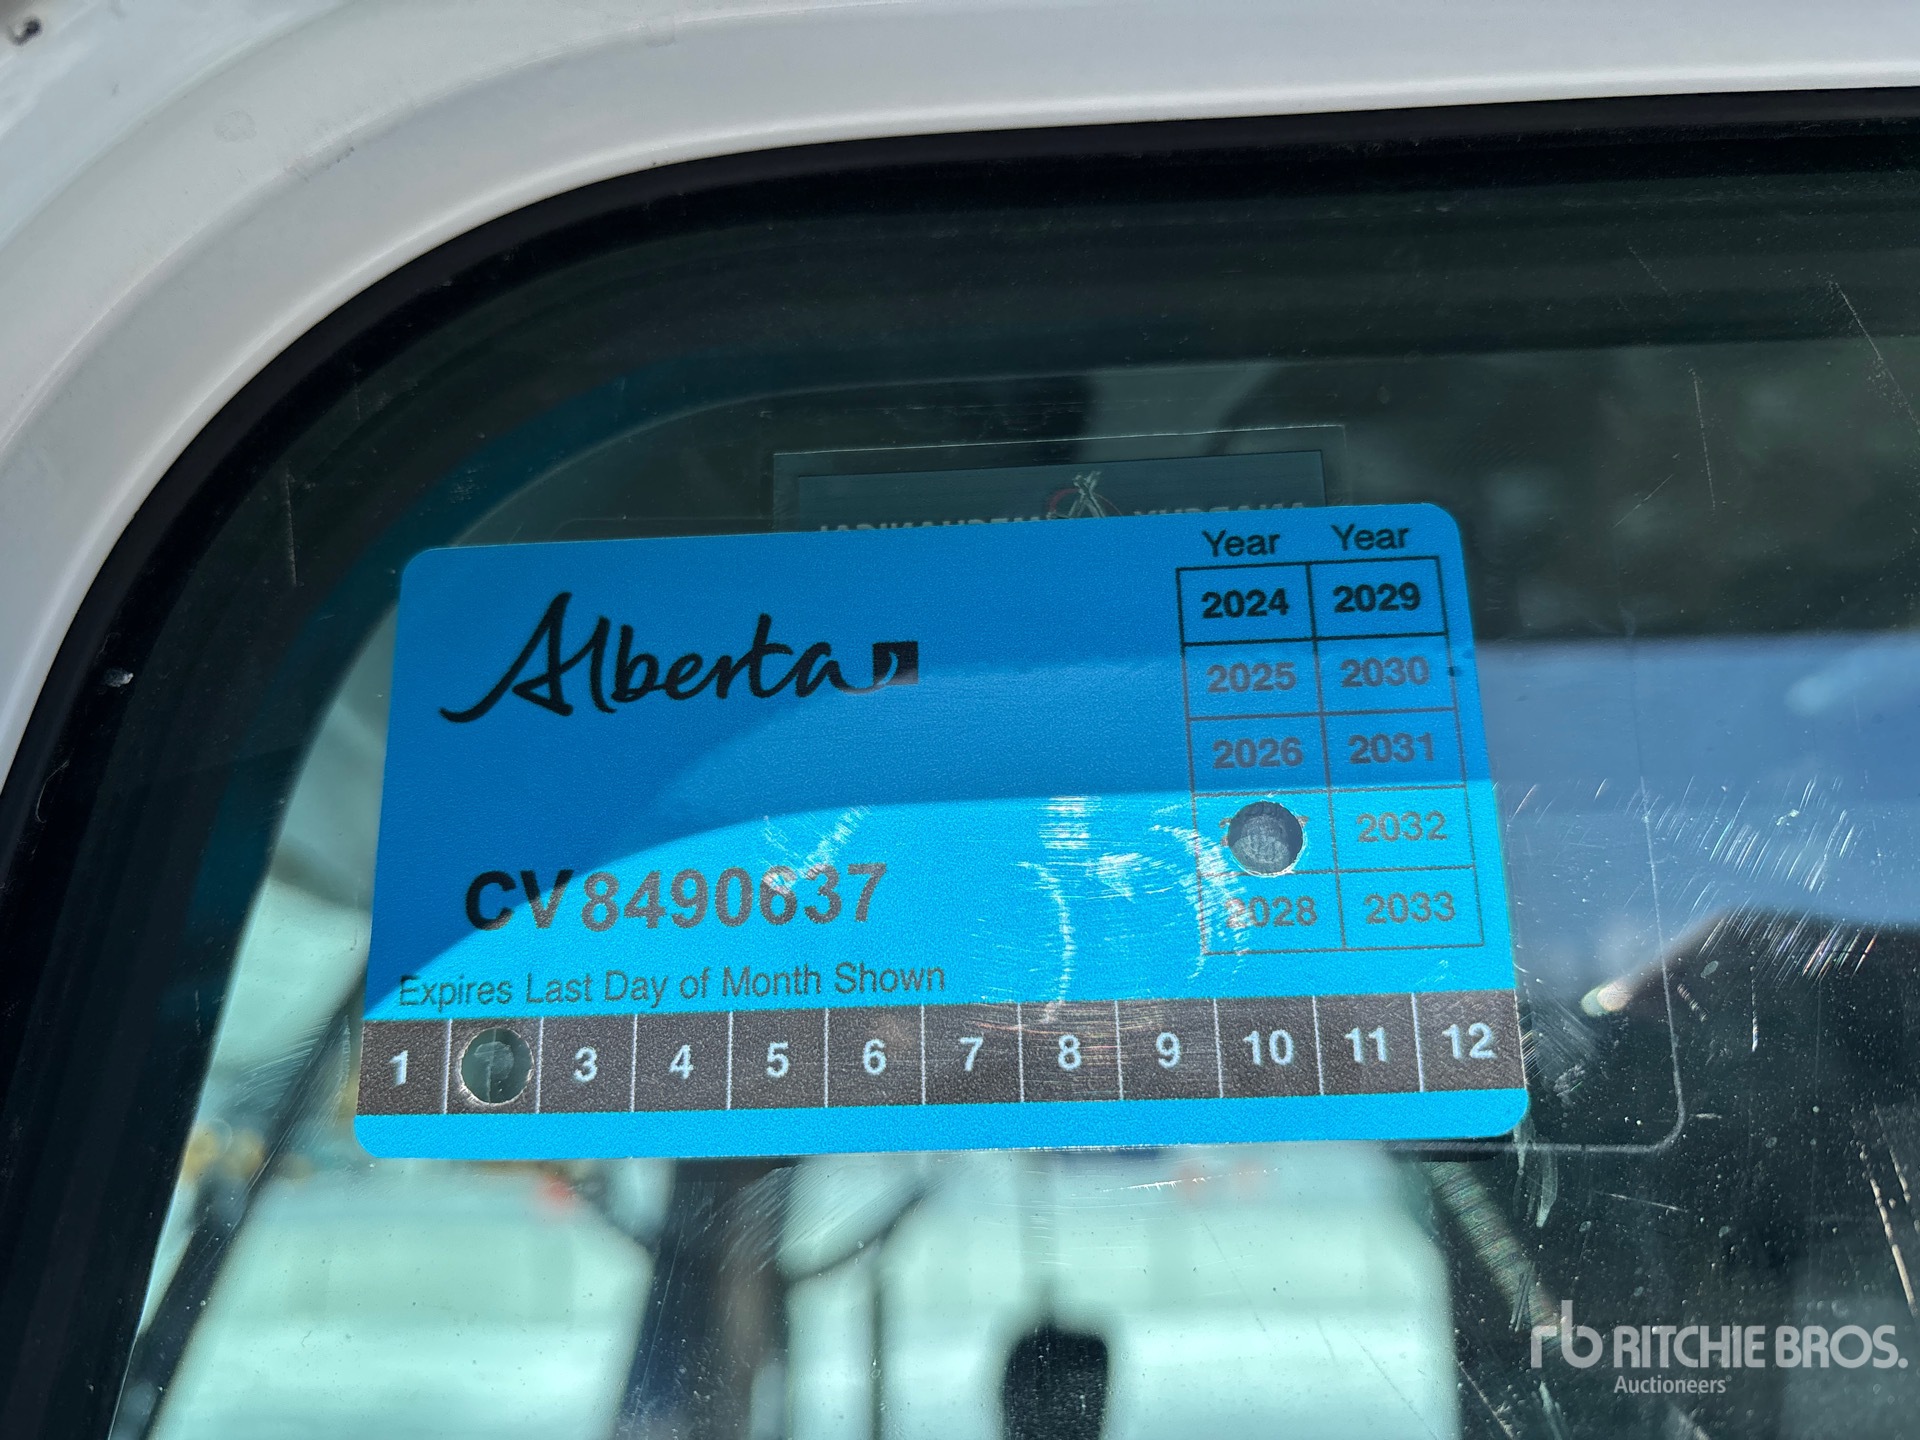 Alberta
Year Year
2024 2029
2025 2030
2026 2031
2032
2028 2033
CV8490637
Expires Last Day of Month Shown
1 3 4 5 6 7 8 9 10 11 12
rb RITCHIE BROS.
Auctioneers